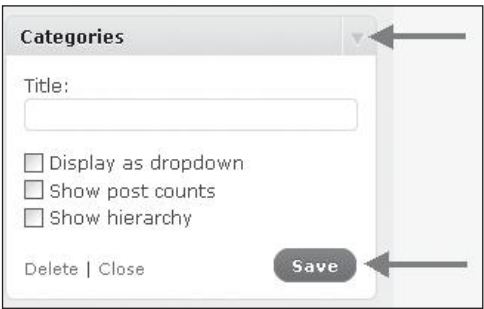 Categories
Title:
Display as dropdown
Show post counts
Show hierarchy
Delete | Close
Save